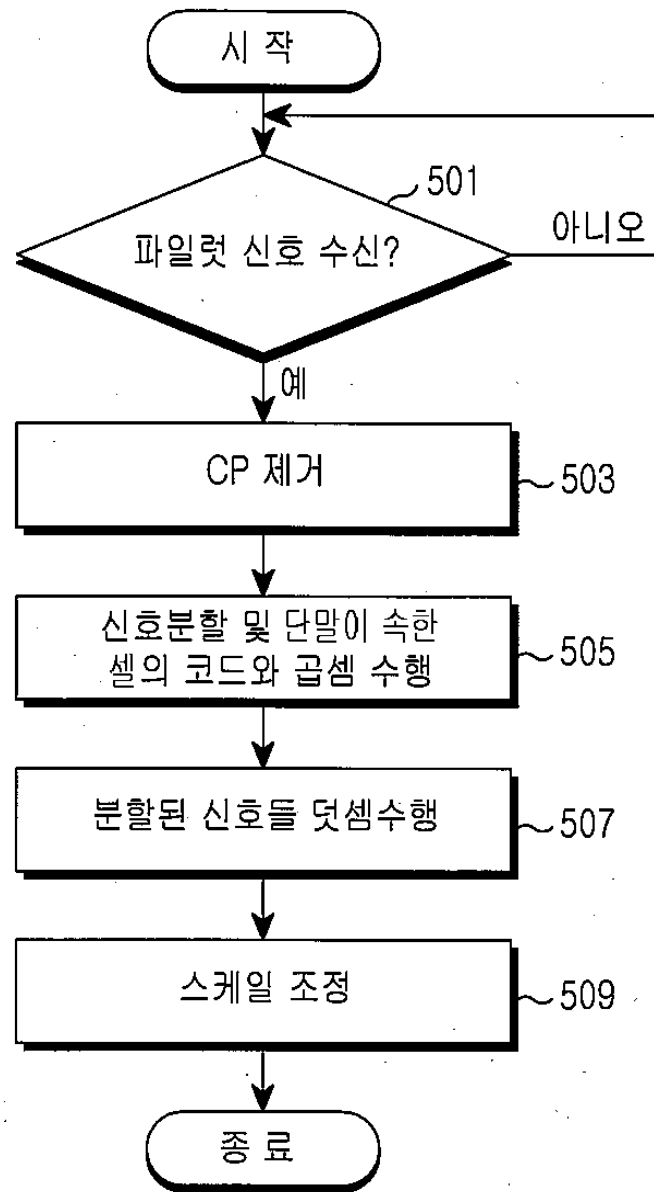 시 작
501
파일럿 신호 수신?
아니오
예
CP 제거
503
신호분할 및 단말이 속한
셀의 코드와 곱셈 수행
505
분할된 신호들 덧셈수행
507
스케일 조정
509
종 료